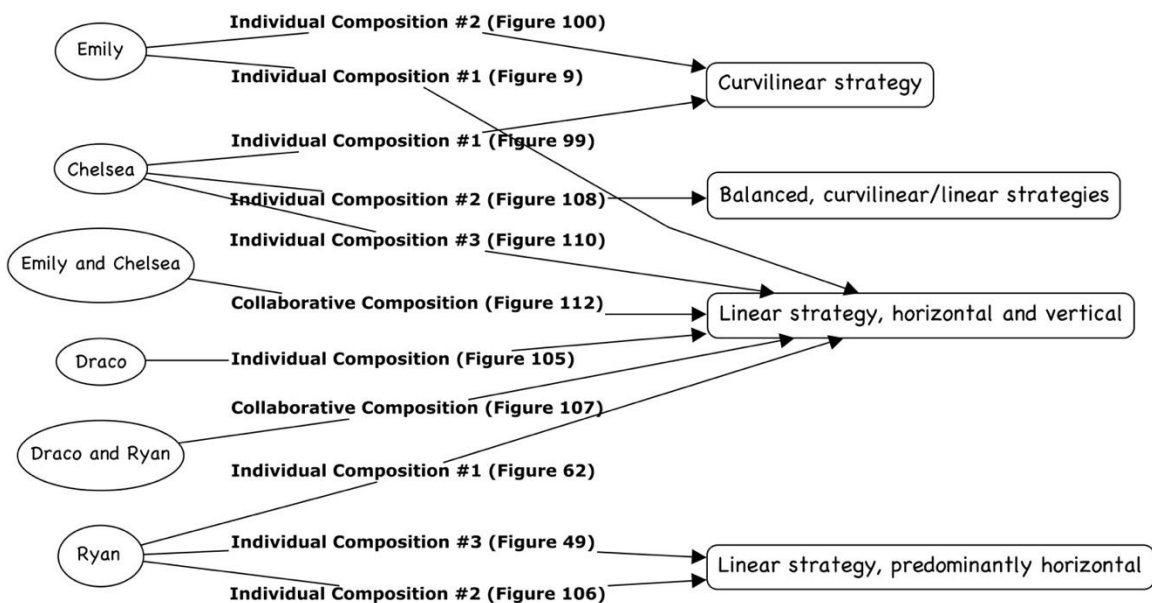 Individual Composition #2 (Figure 100)
Emily
Individual Composition #1 (Figure 9)
Curvilinear strategy
Individual Composition #1 (Figure 99)
Chelsea
Individual Composition #2 (Figure 108)
Balanced, curvilinear/linear strategies
Individual Composition #3 (Figure 110)
Emily and Chelsea
Collaborative Composition (Figure 112)
Linear strategy, horizontal and vertical
Draco
Individual Composition (Figure 105)
Collaborative Composition (Figure 107)
Draco and Ryan
Individual Composition #1 (Figure 62)
Ryan
Individual Composition #3 (Figure 49)
Linear strategy, predominantly horizontal
Individual Composition #2 (Figure 106)